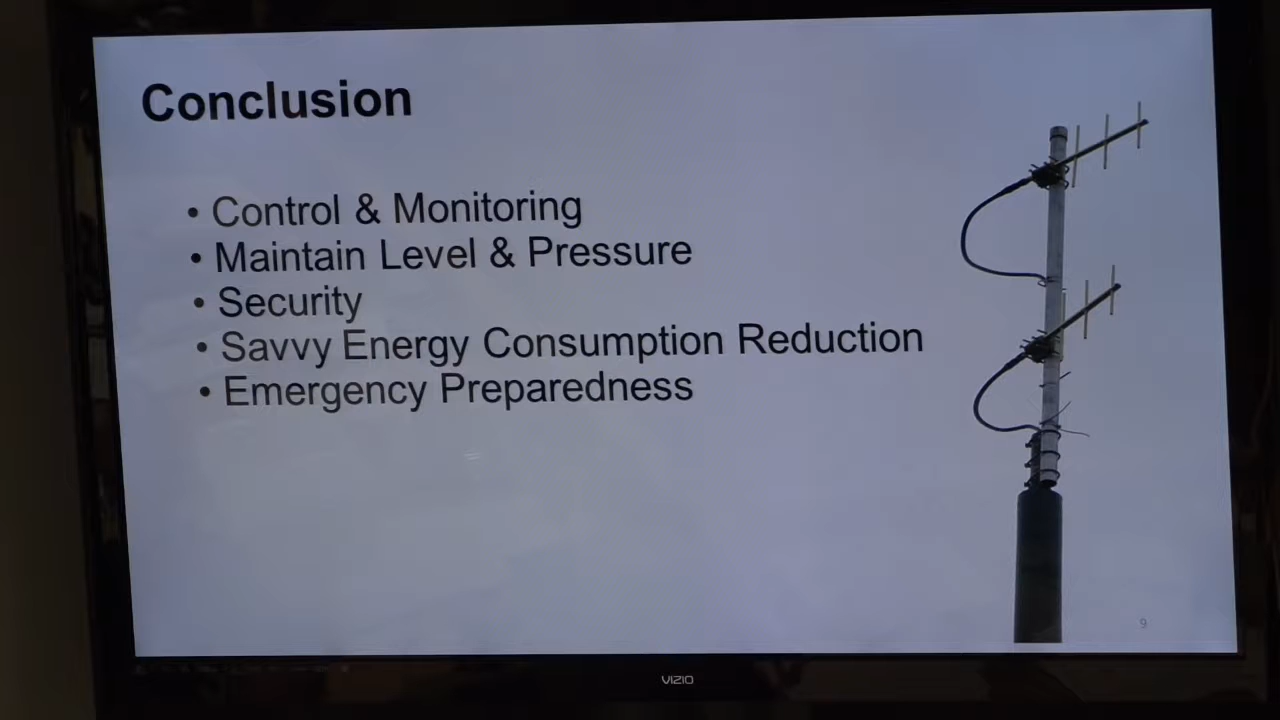 Conclusion
• Control & Monitoring
• Maintain Level & Pressure
• Security
• Savvy Energy Consumption Reduction
• Emergency Preparedness
9
VIZIO